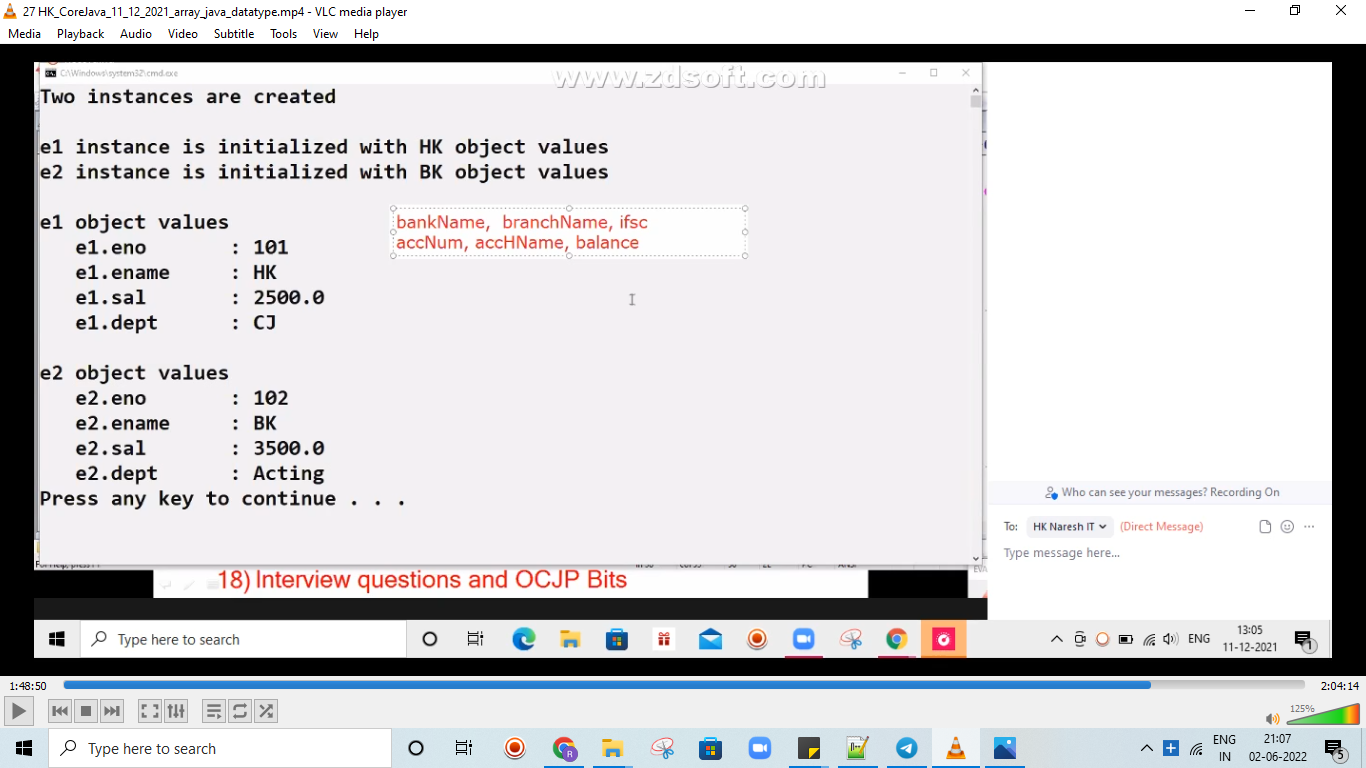 27 HK_CoreJava_11_12_2021_array_java_datatype.mp4 - VLC media player
Media Playback Audio Video Subtitle Tools View Help
C:\Windows\system32\cmd.exe
www.zdsoft.com
Two instances are created
e1 instance is initialized with HK object values
e2 instance is initialized with BK object values
e1 object values
bankName, branchName, ifsc
accNum, accHName, balance
e1.eno : 101
e1.ename : HK
e1.sal : 2500.0
e1.dept : CJ
e2 object values
e2.eno : 102
e2.ename : BK
e2.sal : 3500.0
e2.dept : Acting
Press any key to continue . . .
Who can see your messages? Recording On
To: HK Naresh IT (Direct Message)
Type message here...
18) Interview questions and OCJP Bits
Type here to search
ENG
13:05
11-12-2021
1
1:48:50
2:04:14
125%
Type here to search
ENG
IN
21:07
02-06-2022
5